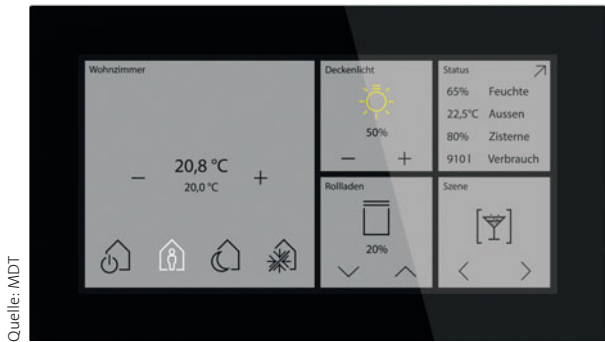 Wohnzimmer
20,8 °C
20,0 °C
Deckenlicht
50%
Status
65% Feuchte
22,5°C Aussen
80% Zisterne
910 l Verbrauch
Rollladen
20%
Szene
Quelle: MDT